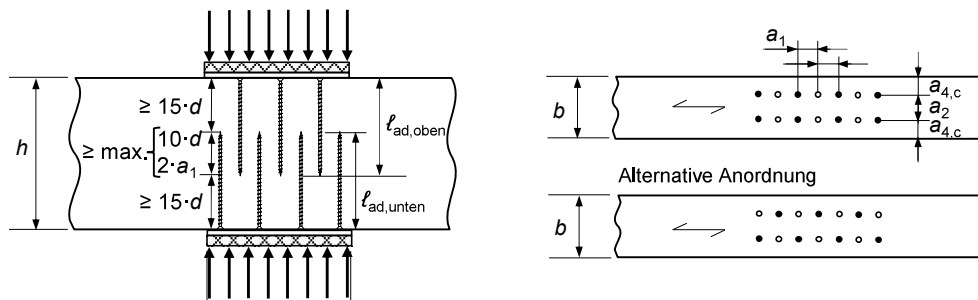 h
≥ 15·d
≥ max. 10·d
2·a₁
≥ 15·d
ℓad,oben
ℓad,unten
a₁
b
a₄,c
a₂
a₄,c
Alternative Anordnung
b